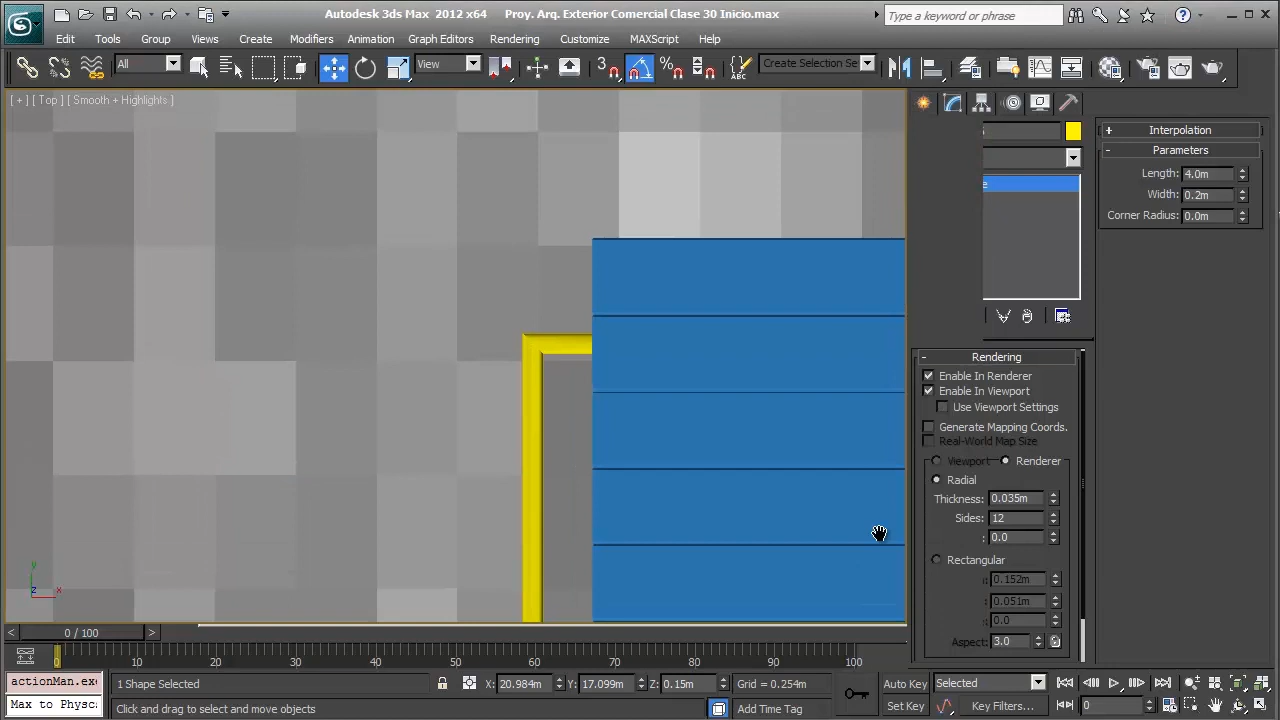 Autodesk 3ds Max 2012 x64 Proy. Arq. Exterior Comercial Clase 30 Inicio.max
Type a keyword or phrase
Edit Tools Group Views Create Modifiers Animation Graph Editors Rendering Customize MAXScript Help
All View 3 Create Selection Se
[ + ] [ Top ] [ Smooth + Highlights ]
Interpolation
Parameters
Length: 4.0m
Width: 0.2m
Corner Radius: 0.0m
Rendering
Enable In Renderer
Enable In Viewport
Use Viewport Settings
Generate Mapping Coords.
Real-World Map Size
Viewport Renderer
Radial
Thickness: 0.035m
Sides: 12
: 0.0
Rectangular
0.152m
0.051m
0.0
Aspect: 3.0
y
z x
< 0 / 100 >
0 10 20 30 40 50 60 70 80 90 100
actionMan.exe 1 Shape Selected X: 20.984m Y: 17.099m Z: 0.15m Grid = 0.254m Auto Key Selected
Max to Physc: Click and drag to select and move objects Add Time Tag Set Key Key Filters... 0